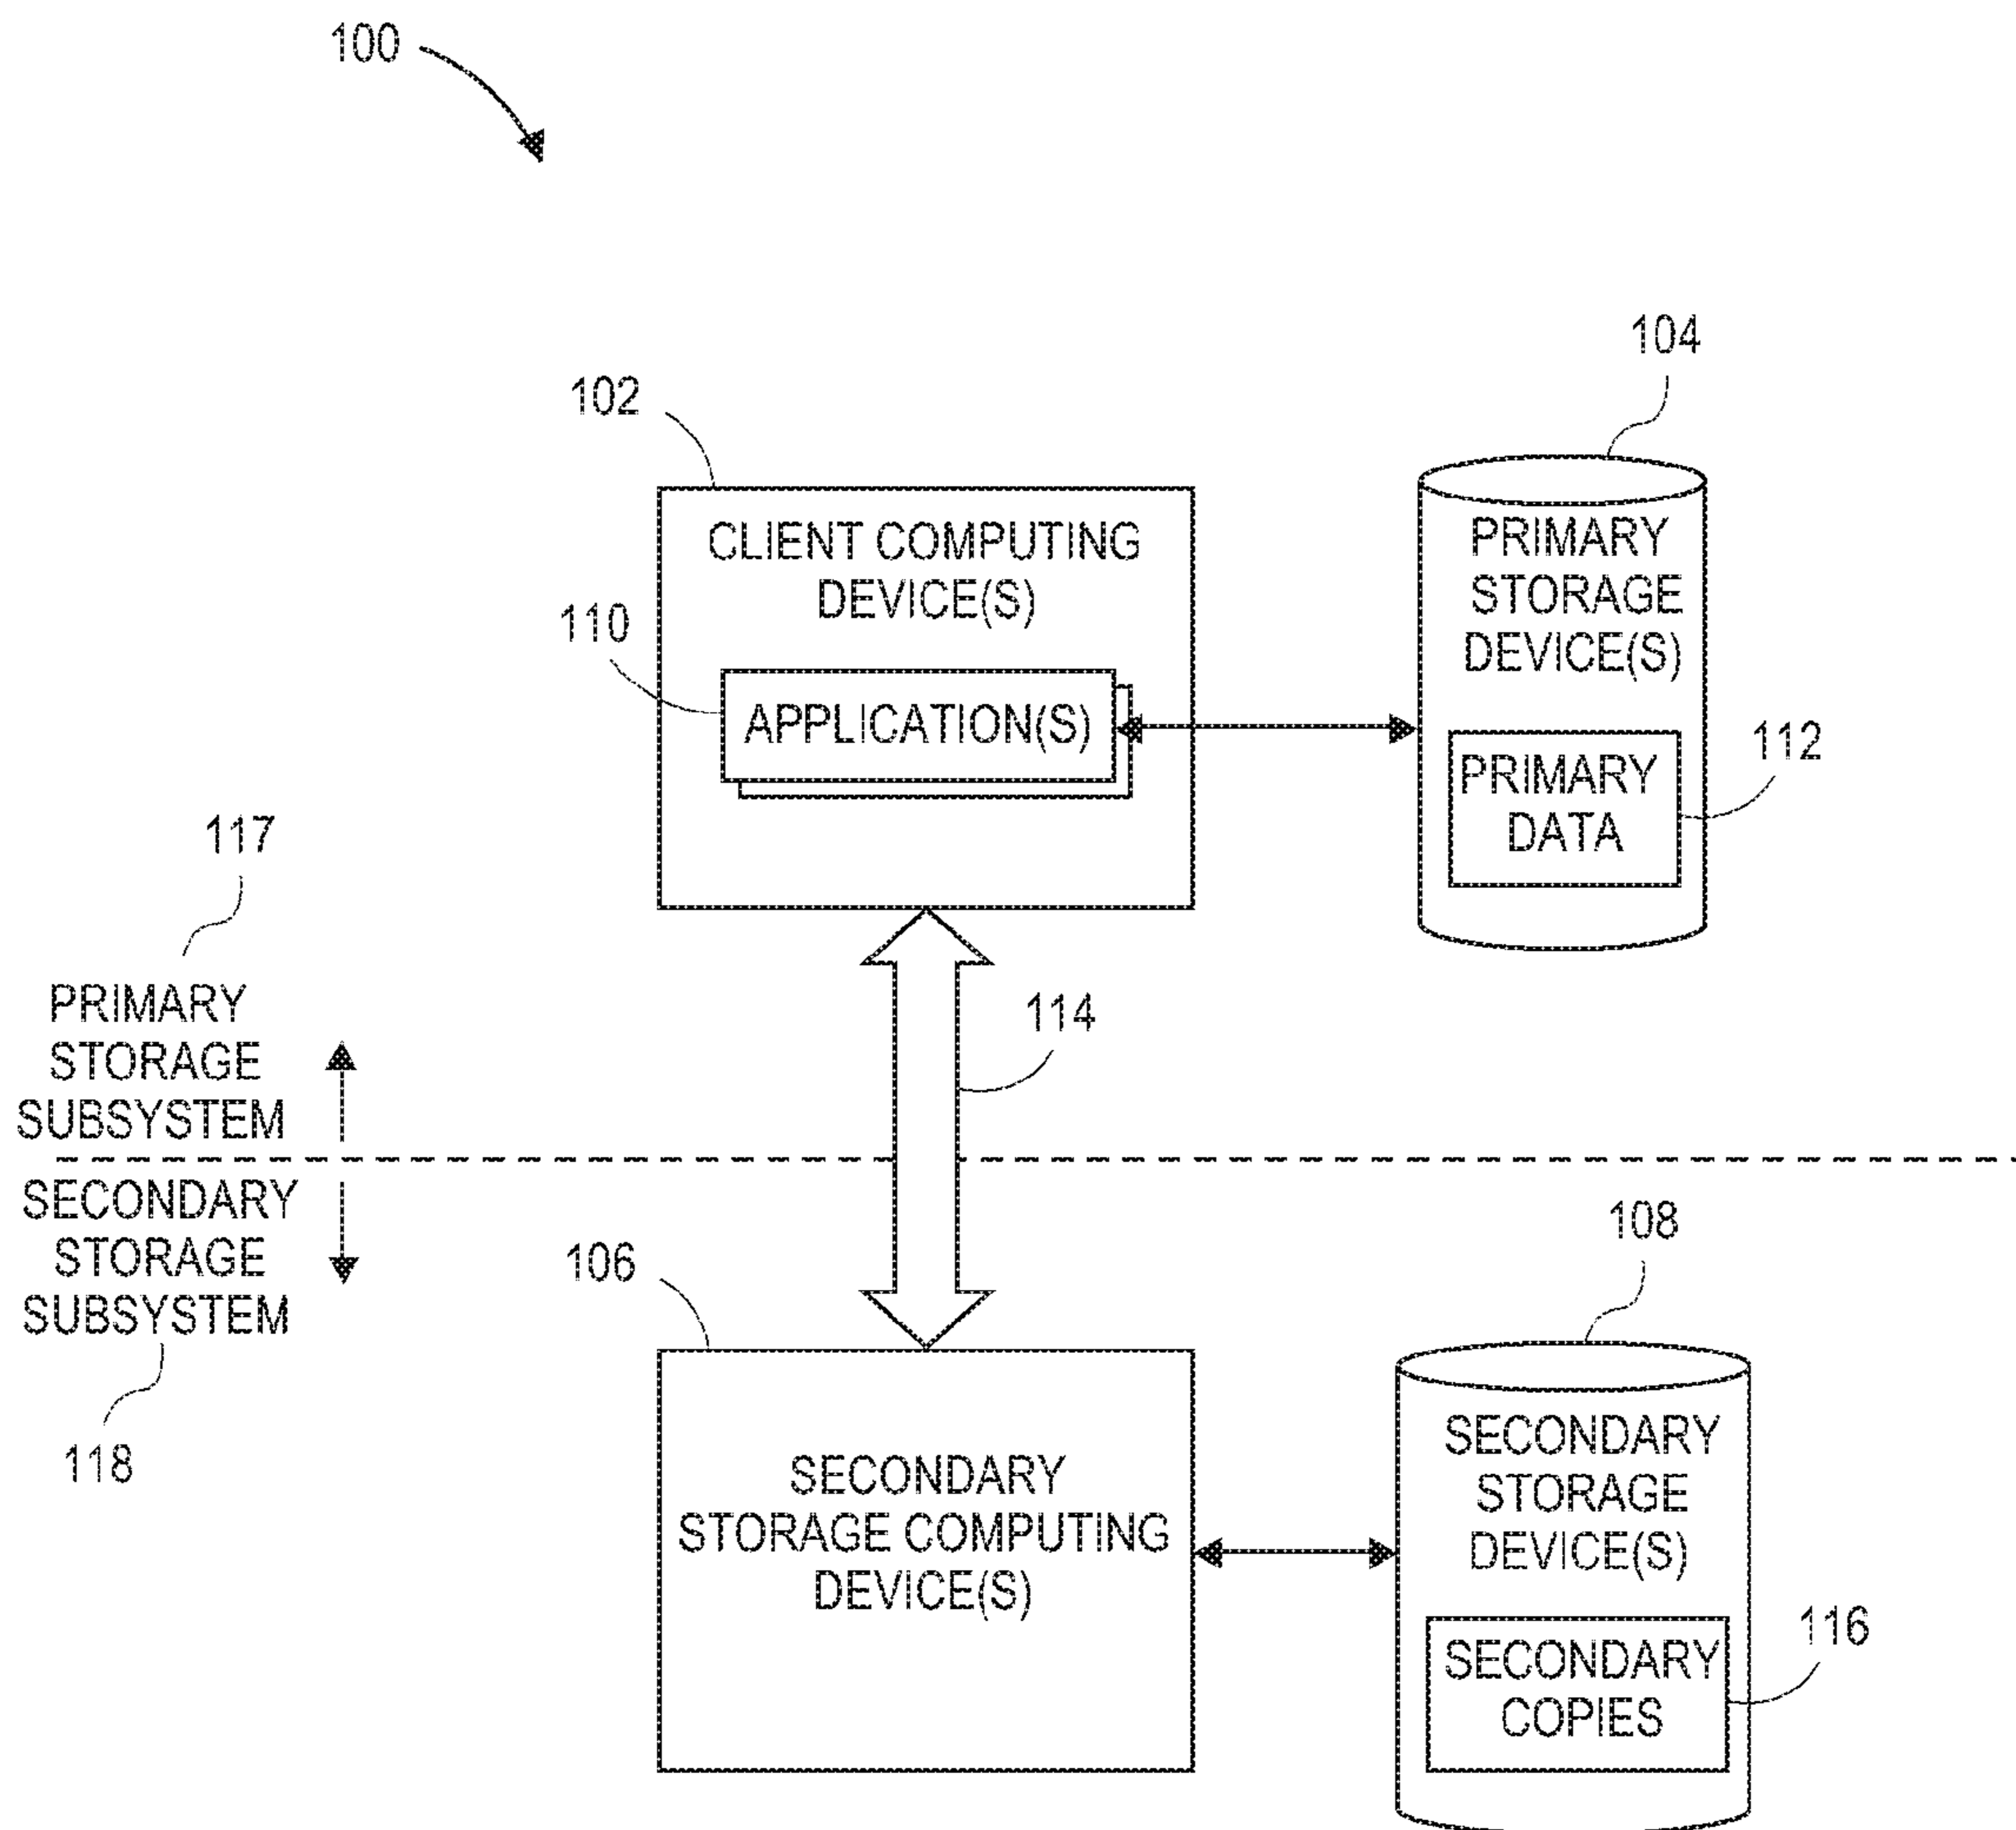 100
104
102
CLIENT COMPUTING
DEVICE(S)
PRIMARY
STORAGE
DEVICE(S)
110
APPLICATION(S)
112
PRIMARY
DATA
117
PRIMARY
STORAGE
SUBSYSTEM
114
SECONDARY
STORAGE
SUBSYSTEM
118
106
108
SECONDARY
STORAGE COMPUTING
DEVICE(S)
SECONDARY
STORAGE
DEVICE(S)
116
SECONDARY
COPIES